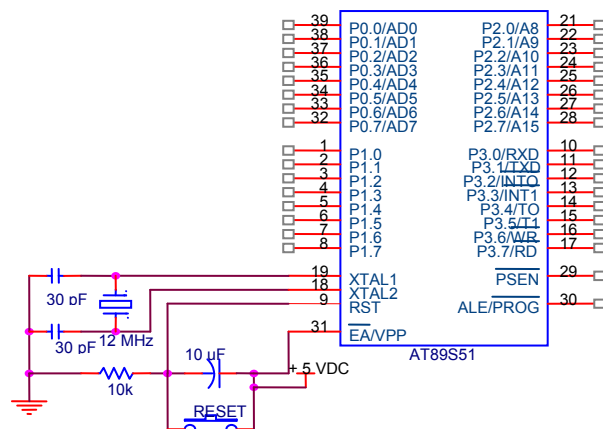 39 P0.0/AD0 P2.0/A8 21
38 P0.1/AD1 P2.1/A9 22
37 P0.2/AD2 P2.2/A10 23
36 P0.3/AD3 P2.3/A11 24
35 P0.4/AD4 P2.4/A12 25
34 P0.5/AD5 P2.5/A13 26
33 P0.6/AD6 P2.6/A14 27
32 P0.7/AD7 P2.7/A15 28
1 P1.0 P3.0/RXD 10
2 P1.1 P3.1/TXD 11
3 P1.2 P3.2/INTO 12
4 P1.3 P3.3/INT1 13
5 P1.4 P3.4/TO 14
6 P1.5 P3.5/T1 15
7 P1.6 P3.6/WR 16
8 P1.7 P3.7/RD 17
19 XTAL1 PSEN 29
18 XTAL2
9 RST ALE/PROG 30
31 EA/VPP
AT89S51
30 pF
12 MHz
30 pF
10 uF
+ 5 VDC
10k
RESET